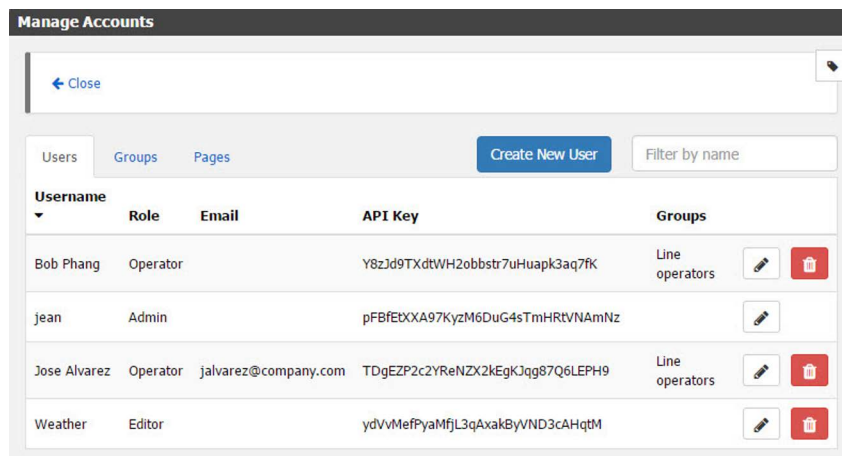 Manage Accounts
Close
Users Groups Pages Create New User Filter by name
Username
Role Email API Key Groups
Bob Phang Operator Y8zJd9TXdtWH2obbstr7uHuapk3aq7fK Line
operators
jean Admin pFBfEtXXA97KyzM6DuG4sTmHRtVNAmNz
Jose Alvarez Operator jalvarez@company.com TDgEZP2c2YReNZX2kEgKJqg87Q6LEPH9 Line
operators
Weather Editor ydVvMefPyaMfjL3qAxakByVND3cAHqtM